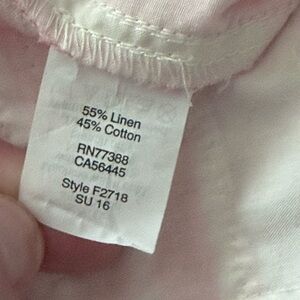 55% Linen
45% Cotton
RN77388
CA56445
Style F2718
SU 16